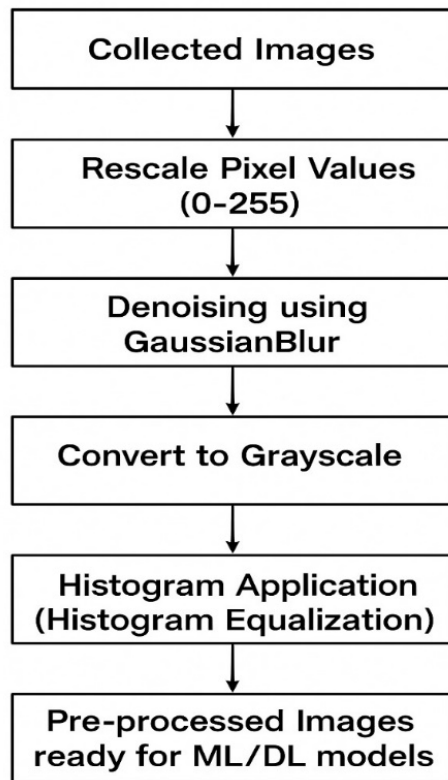 Collected Images
Rescale Pixel Values
(0-255)
Denoising using
GaussianBlur
Convert to Grayscale
Histogram Application
(Histogram Equalization)
Pre-processed Images
ready for ML/DL models